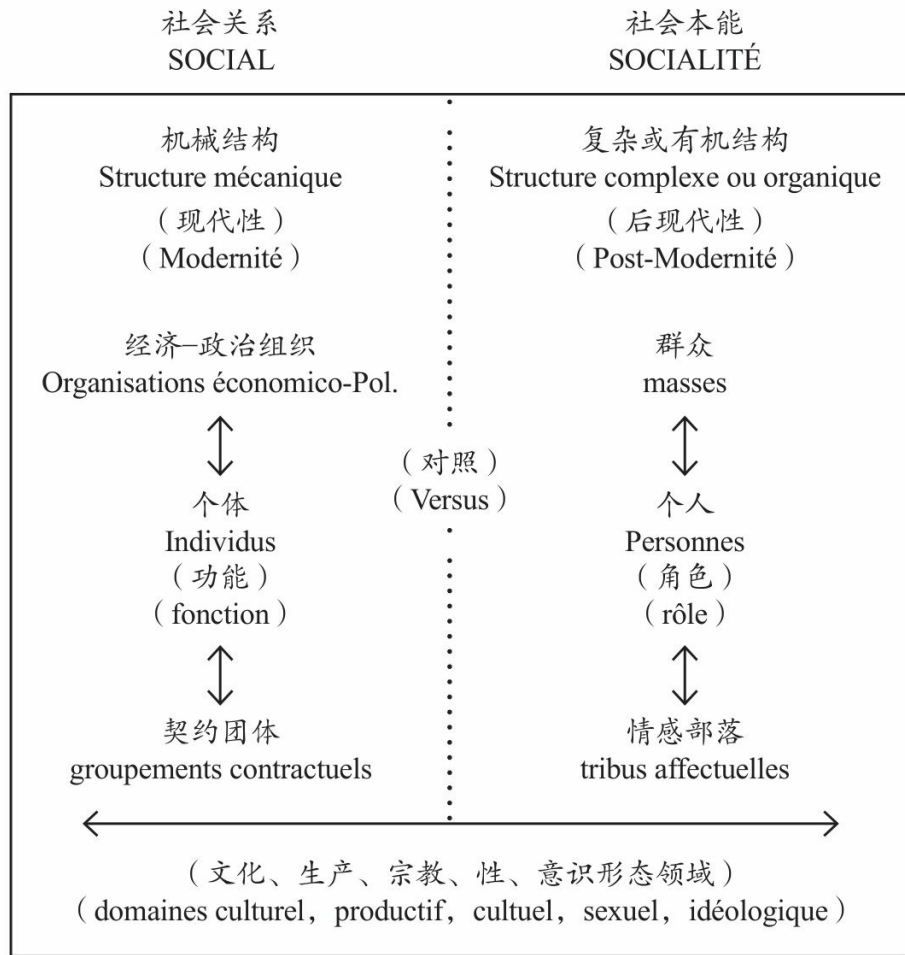 社会关系
SOCIAL
社会本能
SOCIALITÉ
机械结构
Structure mécanique
（现代性）
（Modernité）
复杂或有机结构
Structure complexe ou organique
（后现代性）
（Post-Modernité）
经济–政治组织
Organisations économico-Pol.
群众
masses
（对照）
（Versus）
个体
Individus
（功能）
（fonction）
个人
Personnes
（角色）
（rôle）
契约团体
groupements contractuels
情感部落
tribus affectuelles
（文化、生产、宗教、性、意识形态领域）
（domaines culturel，productif，cultuel，sexuel，idéologique）